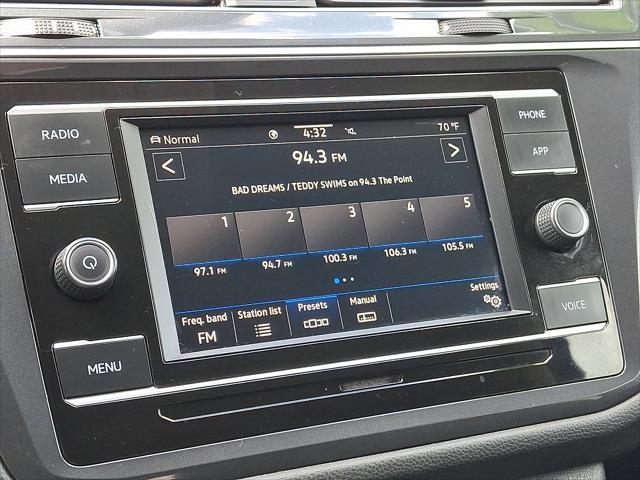 RADIO
MEDIA
MENU
Normal
4:32
70 °F
94.3 FM
<
>
BAD DREAMS / TEDDY SWIMS on 94.3 The Point
1 2 3 4 5
97.1 FM 94.7 FM 100.3 FM 106.3 FM 105.5 FM
Freq. band Station list Presets Manual Settings
FM
PHONE
APP
VOICE